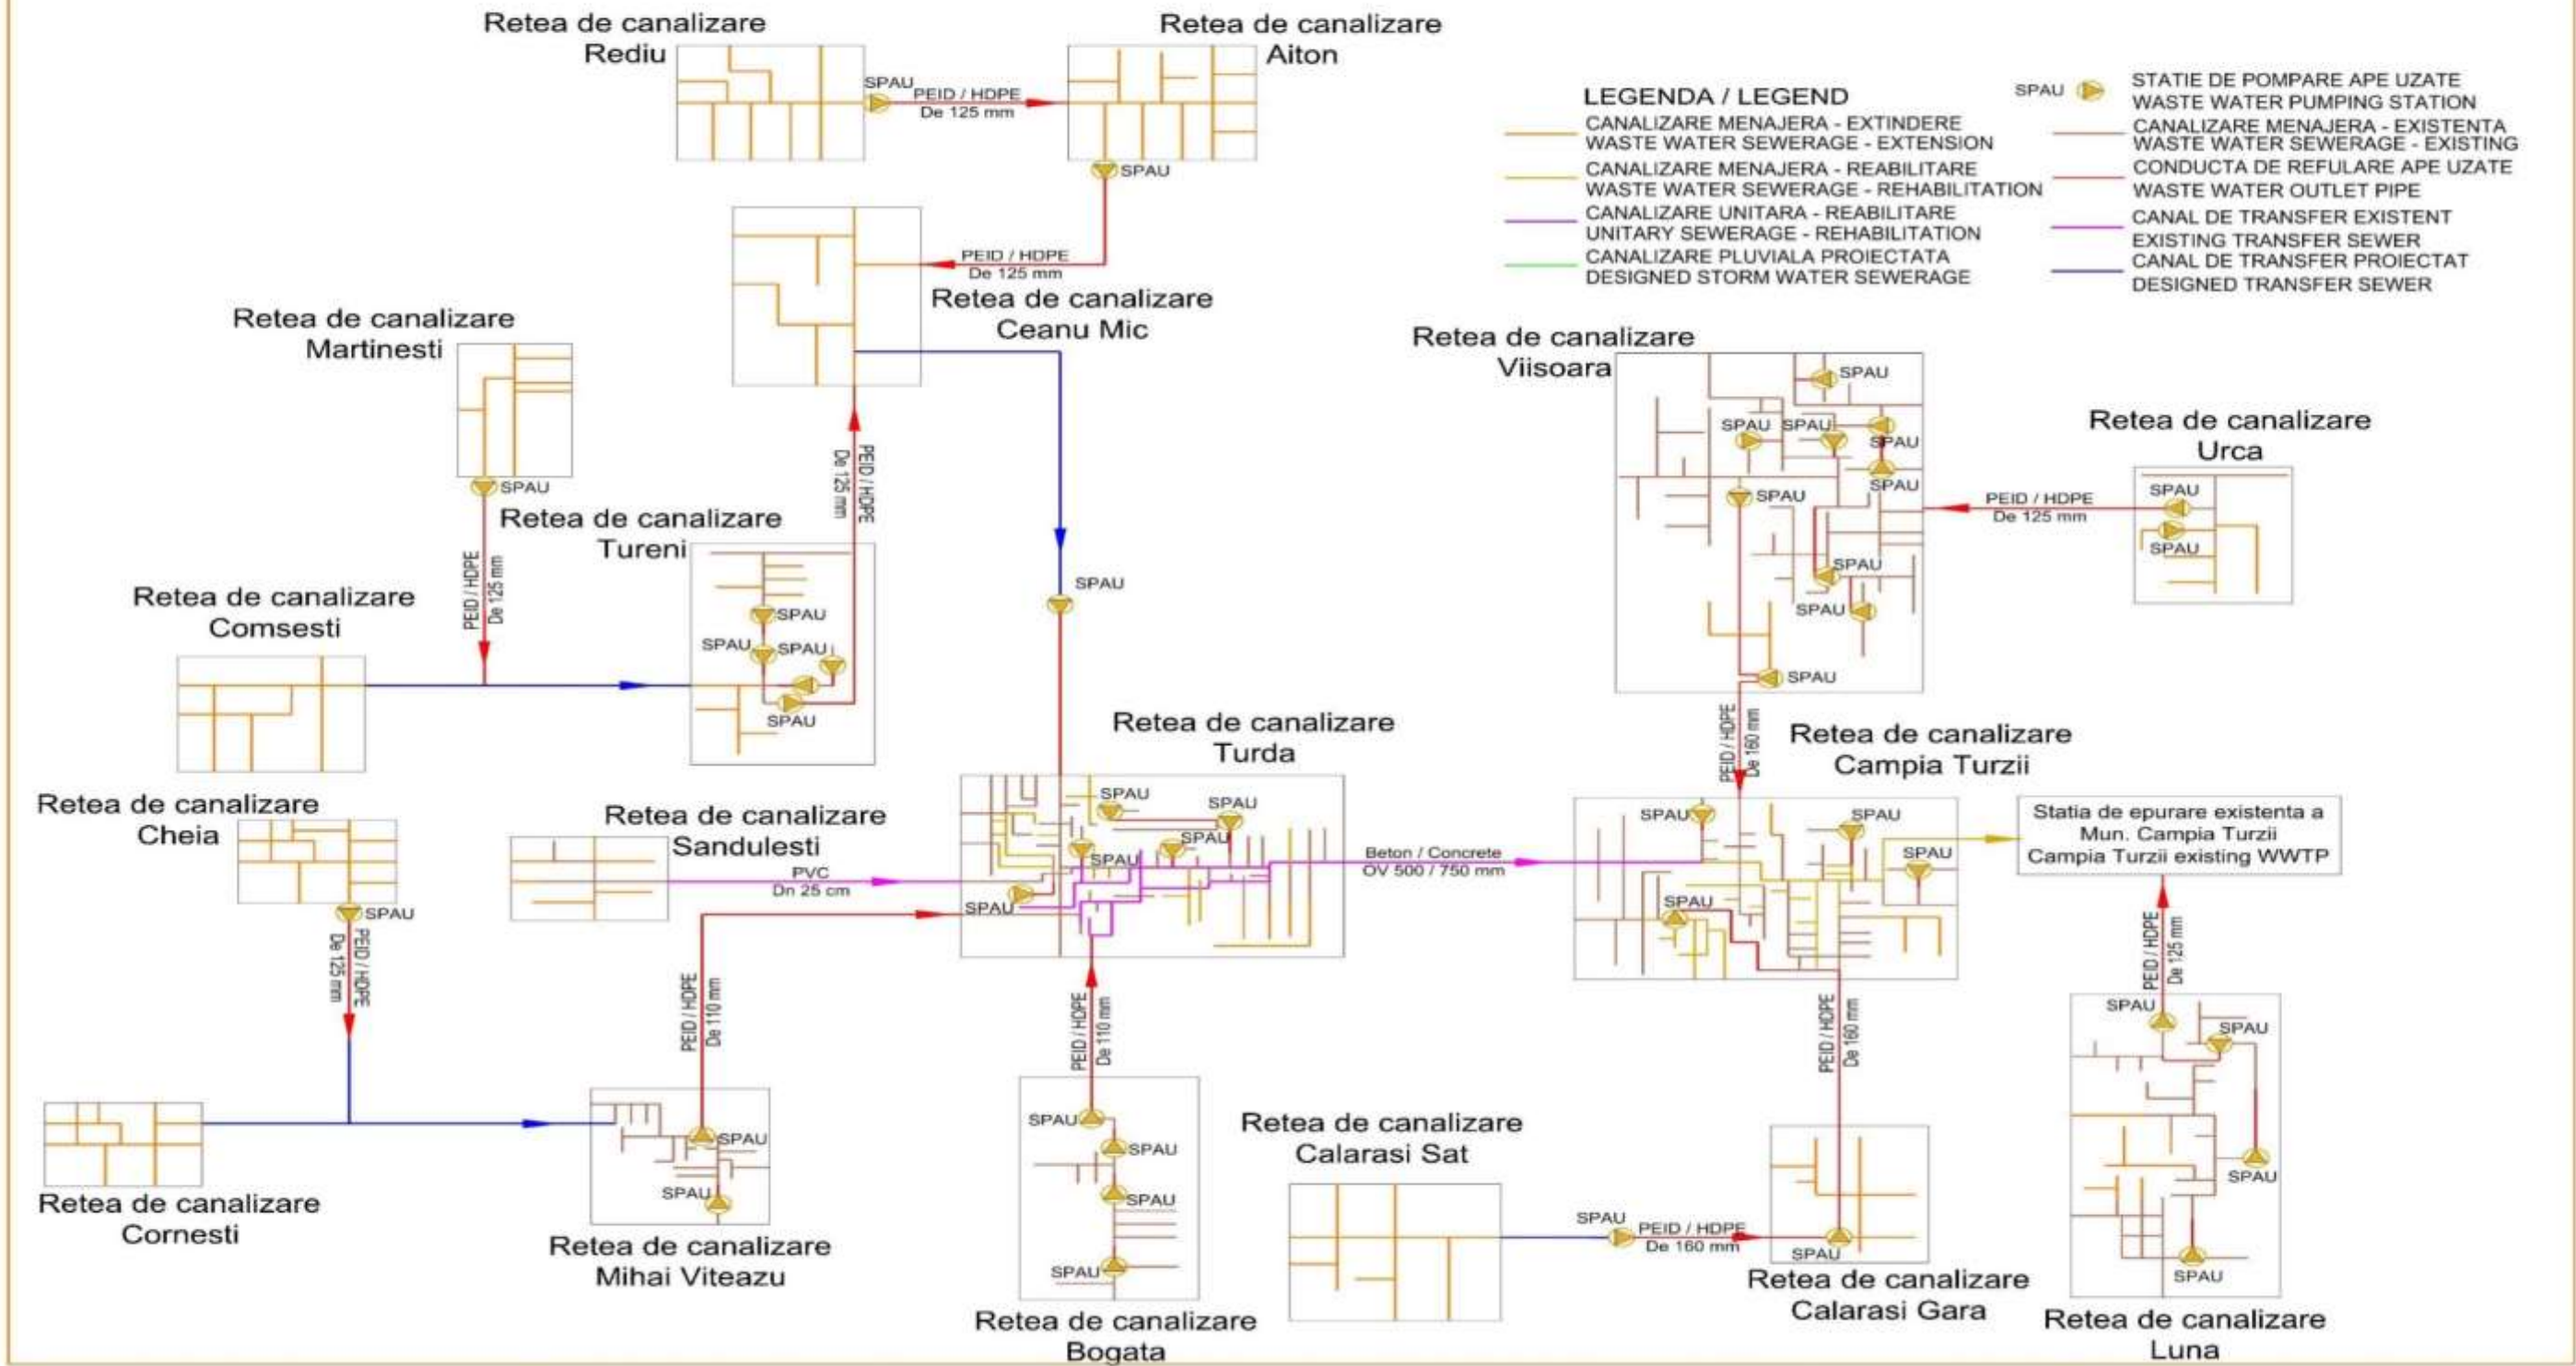 Retea de canalizare
Rediu
SPAU
PEID / HDPE
De 125 mm
Retea de canalizare
Aiton
SPAU
PEID / HDPE
De 125 mm
Retea de canalizare
Ceanu Mic
LEGENDA / LEGEND
CANALIZARE MENAJERA - EXTINDERE
WASTE WATER SEWERAGE - EXTENSION
CANALIZARE MENAJERA - REABILITARE
WASTE WATER SEWERAGE - REHABILITATION
CANALIZARE UNITARA - REABILITARE
UNITARY SEWERAGE - REHABILITATION
CANALIZARE PLUVIALA PROIECTATA
DESIGNED STORM WATER SEWERAGE
SPAU
STATIE DE POMPARE APE UZATE
WASTE WATER PUMPING STATION
CANALIZARE MENAJERA - EXISTENTA
WASTE WATER SEWERAGE - EXISTING
CONDUCTA DE REFULARE APE UZATE
WASTE WATER OUTLET PIPE
CANAL DE TRANSFER EXISTENT
EXISTING TRANSFER SEWER
CANAL DE TRANSFER PROIECTAT
DESIGNED TRANSFER SEWER
Retea de canalizare
Martinesti
SPAU
PEID / HDPE
De 125 mm
Retea de canalizare
Tureni
SPAU
SPAU
SPAU
SPAU
PEID / HDPE
De 125 mm
SPAU
Retea de canalizare
Comsesti
Retea de canalizare
Viisoara
SPAU
SPAU
SPAU
SPAU
SPAU
SPAU
SPAU
SPAU
SPAU
PEID / HDPE
De 160 mm
Retea de canalizare
Urca
SPAU
SPAU
PEID / HDPE
De 125 mm
Retea de canalizare
Cheia
SPAU
PEID / HDPE
De 125 mm
Retea de canalizare
Sandulesti
PVC
Dn 25 cm
Retea de canalizare
Turda
SPAU
SPAU
SPAU
SPAU
SPAU
Beton / Concrete
OV 500 / 750 mm
Retea de canalizare
Campia Turzii
SPAU
SPAU
SPAU
SPAU
Statia de epurare existenta a
Mun. Campia Turzii
Campia Turzii existing WWTP
PEID / HDPE
De 110 mm
Retea de canalizare
Cornesti
SPAU
SPAU
Retea de canalizare
Mihai Viteazu
PEID / HDPE
De 110 mm
SPAU
SPAU
SPAU
SPAU
Retea de canalizare
Bogata
Retea de canalizare
Calarasi Sat
SPAU
PEID / HDPE
De 160 mm
PEID / HDPE
De 160 mm
SPAU
Retea de canalizare
Calarasi Gara
PEID / HDPE
De 125 mm
SPAU
SPAU
SPAU
SPAU
Retea de canalizare
Luna